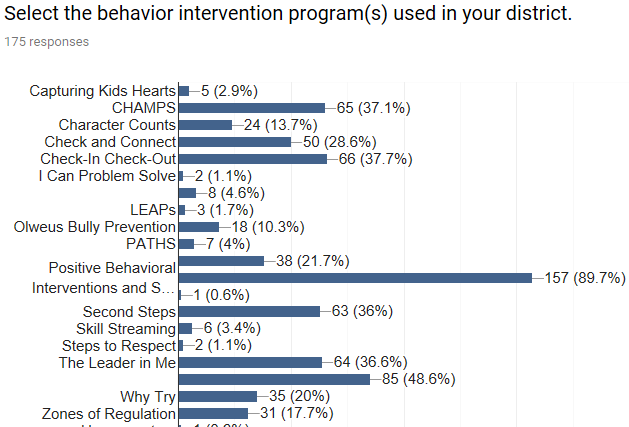 Select the behavior intervention program(s) used in your district.
175 responses
Capturing Kids Hearts 5 (2.9%)
CHAMPS 65 (37.1%)
Character Counts 24 (13.7%)
Check and Connect 50 (28.6%)
Check-In Check-Out 66 (37.7%)
I Can Problem Solve 2 (1.1%)
8 (4.6%)
LEAPs 3 (1.7%)
Olweus Bully Prevention 18 (10.3%)
PATHS 7 (4%)
38 (21.7%)
Positive Behavioral
157 (89.7%)
Interventions and S...
1 (0.6%)
Second Steps 63 (36%)
Skill Streaming 6 (3.4%)
Steps to Respect 2 (1.1%)
The Leader in Me 64 (36.6%)
85 (48.6%)
Why Try 35 (20%)
Zones of Regulation 31 (17.7%)